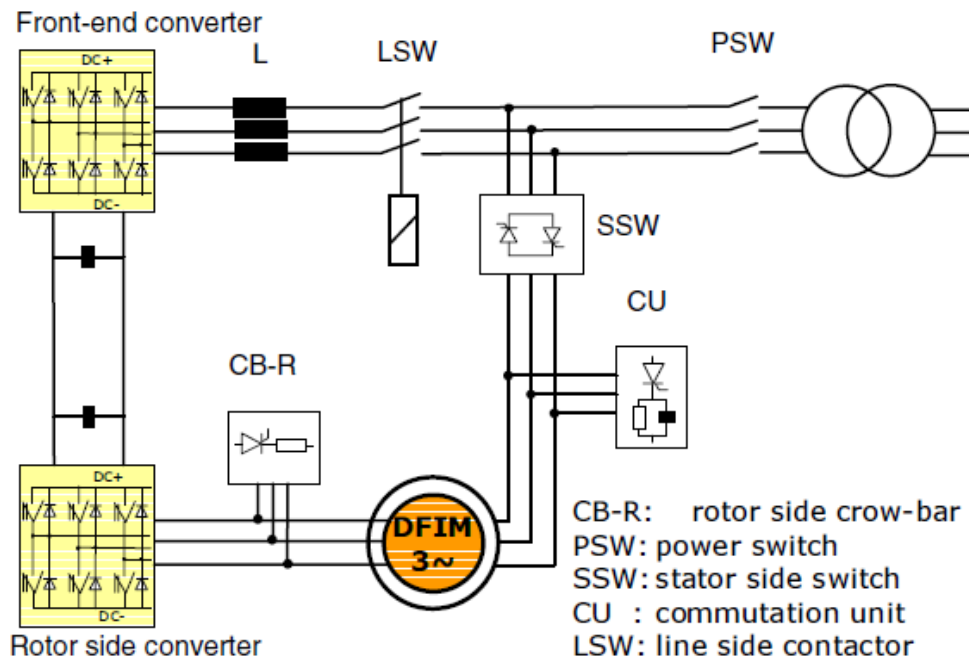 Front-end converter
L
LSW
PSW
DC+
DC-
SSW
CU
CB-R
DC+
DFIM
3~
DC-
Rotor side converter
CB-R: rotor side crow-bar
PSW: power switch
SSW: stator side switch
CU : commutation unit
LSW: line side contactor